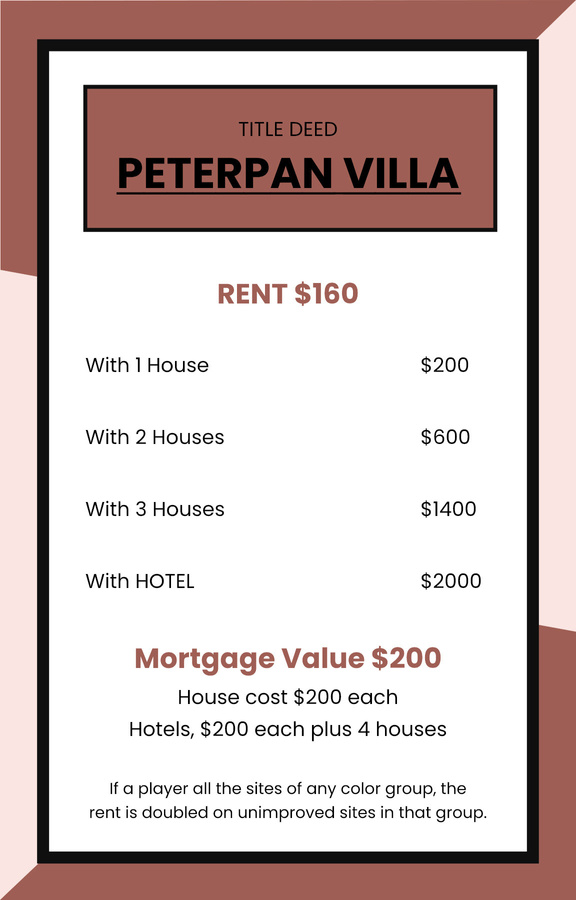 TITLE DEED
PETERPAN VILLA
RENT $160
With 1 House $200
With 2 Houses $600
With 3 Houses $1400
With HOTEL $2000
Mortgage Value $200
House cost $200 each
Hotels, $200 each plus 4 houses
If a player all the sites of any color group, the
rent is doubled on unimproved sites in that group.